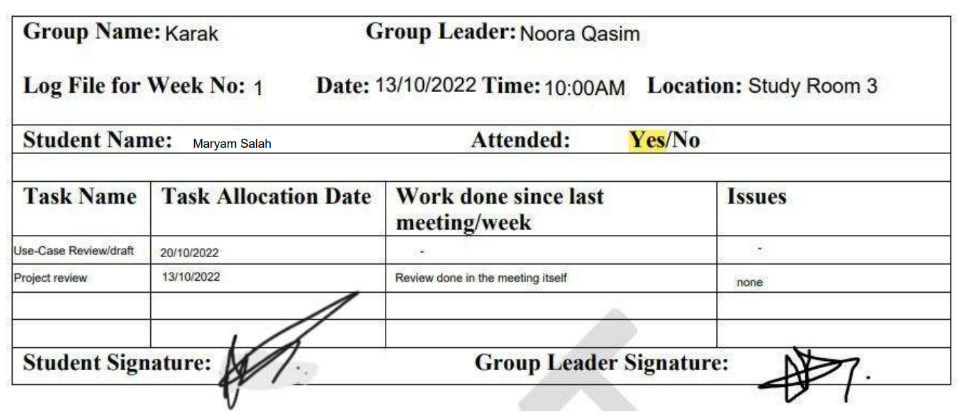 Group Name: Karak Group Leader: Noora Qasim
Log File for Week No: 1 Date: 13/10/2022 Time: 10:00AM Location: Study Room 3
Student Name: Maryam Salah Attended: Yes/No
Task Name Task Allocation Date Work done since last meeting/week Issues
Use-Case Review/draft 20/10/2022 - -
Project review 13/10/2022 Review done in the meeting itself none
Student Signature: Group Leader Signature: